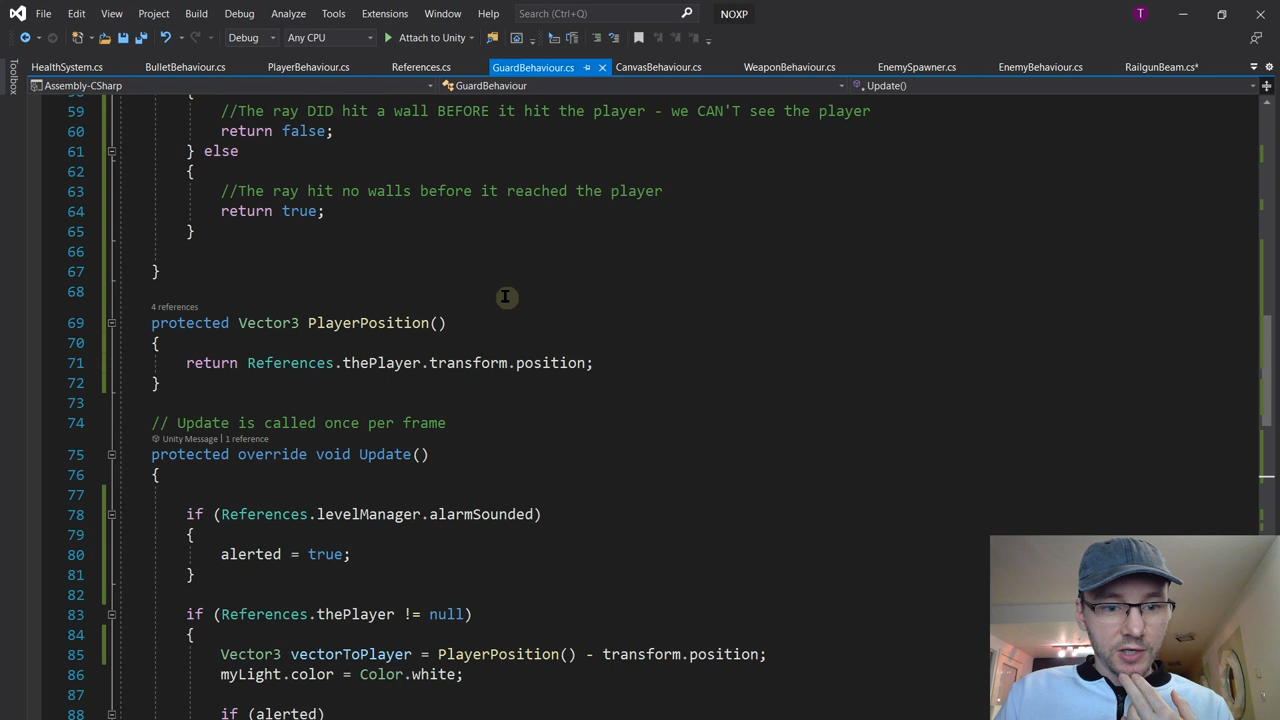 File Edit View Project Build Debug Analyze Tools Extensions Window Help Search (Ctrl+Q) NOXP T
Debug Any CPU Attach to Unity
HealthSystem.cs BulletBehaviour.cs PlayerBehaviour.cs References.cs GuardBehaviour.cs CanvasBehaviour.cs WeaponBehaviour.cs EnemySpawner.cs EnemyBehaviour.cs RailgunBeam.cs*
Toolbox
Assembly-CSharp GuardBehaviour Update()
58 {
59 //The ray DID hit a wall BEFORE it hit the player - we CAN'T see the player
60 return false;
61 } else
62 {
63 //The ray hit no walls before it reached the player
64 return true;
65 }
66
67 }
68
4 references
69 protected Vector3 PlayerPosition()
70 {
71 return References.thePlayer.transform.position;
72 }
73
74 // Update is called once per frame
Unity Message | 1 reference
75 protected override void Update()
76 {
77
78 if (References.levelManager.alarmSounded)
79 {
80 alerted = true;
81 }
82
83 if (References.thePlayer != null)
84 {
85 Vector3 vectorToPlayer = PlayerPosition() - transform.position;
86 myLight.color = Color.white;
87
88 if (alerted)